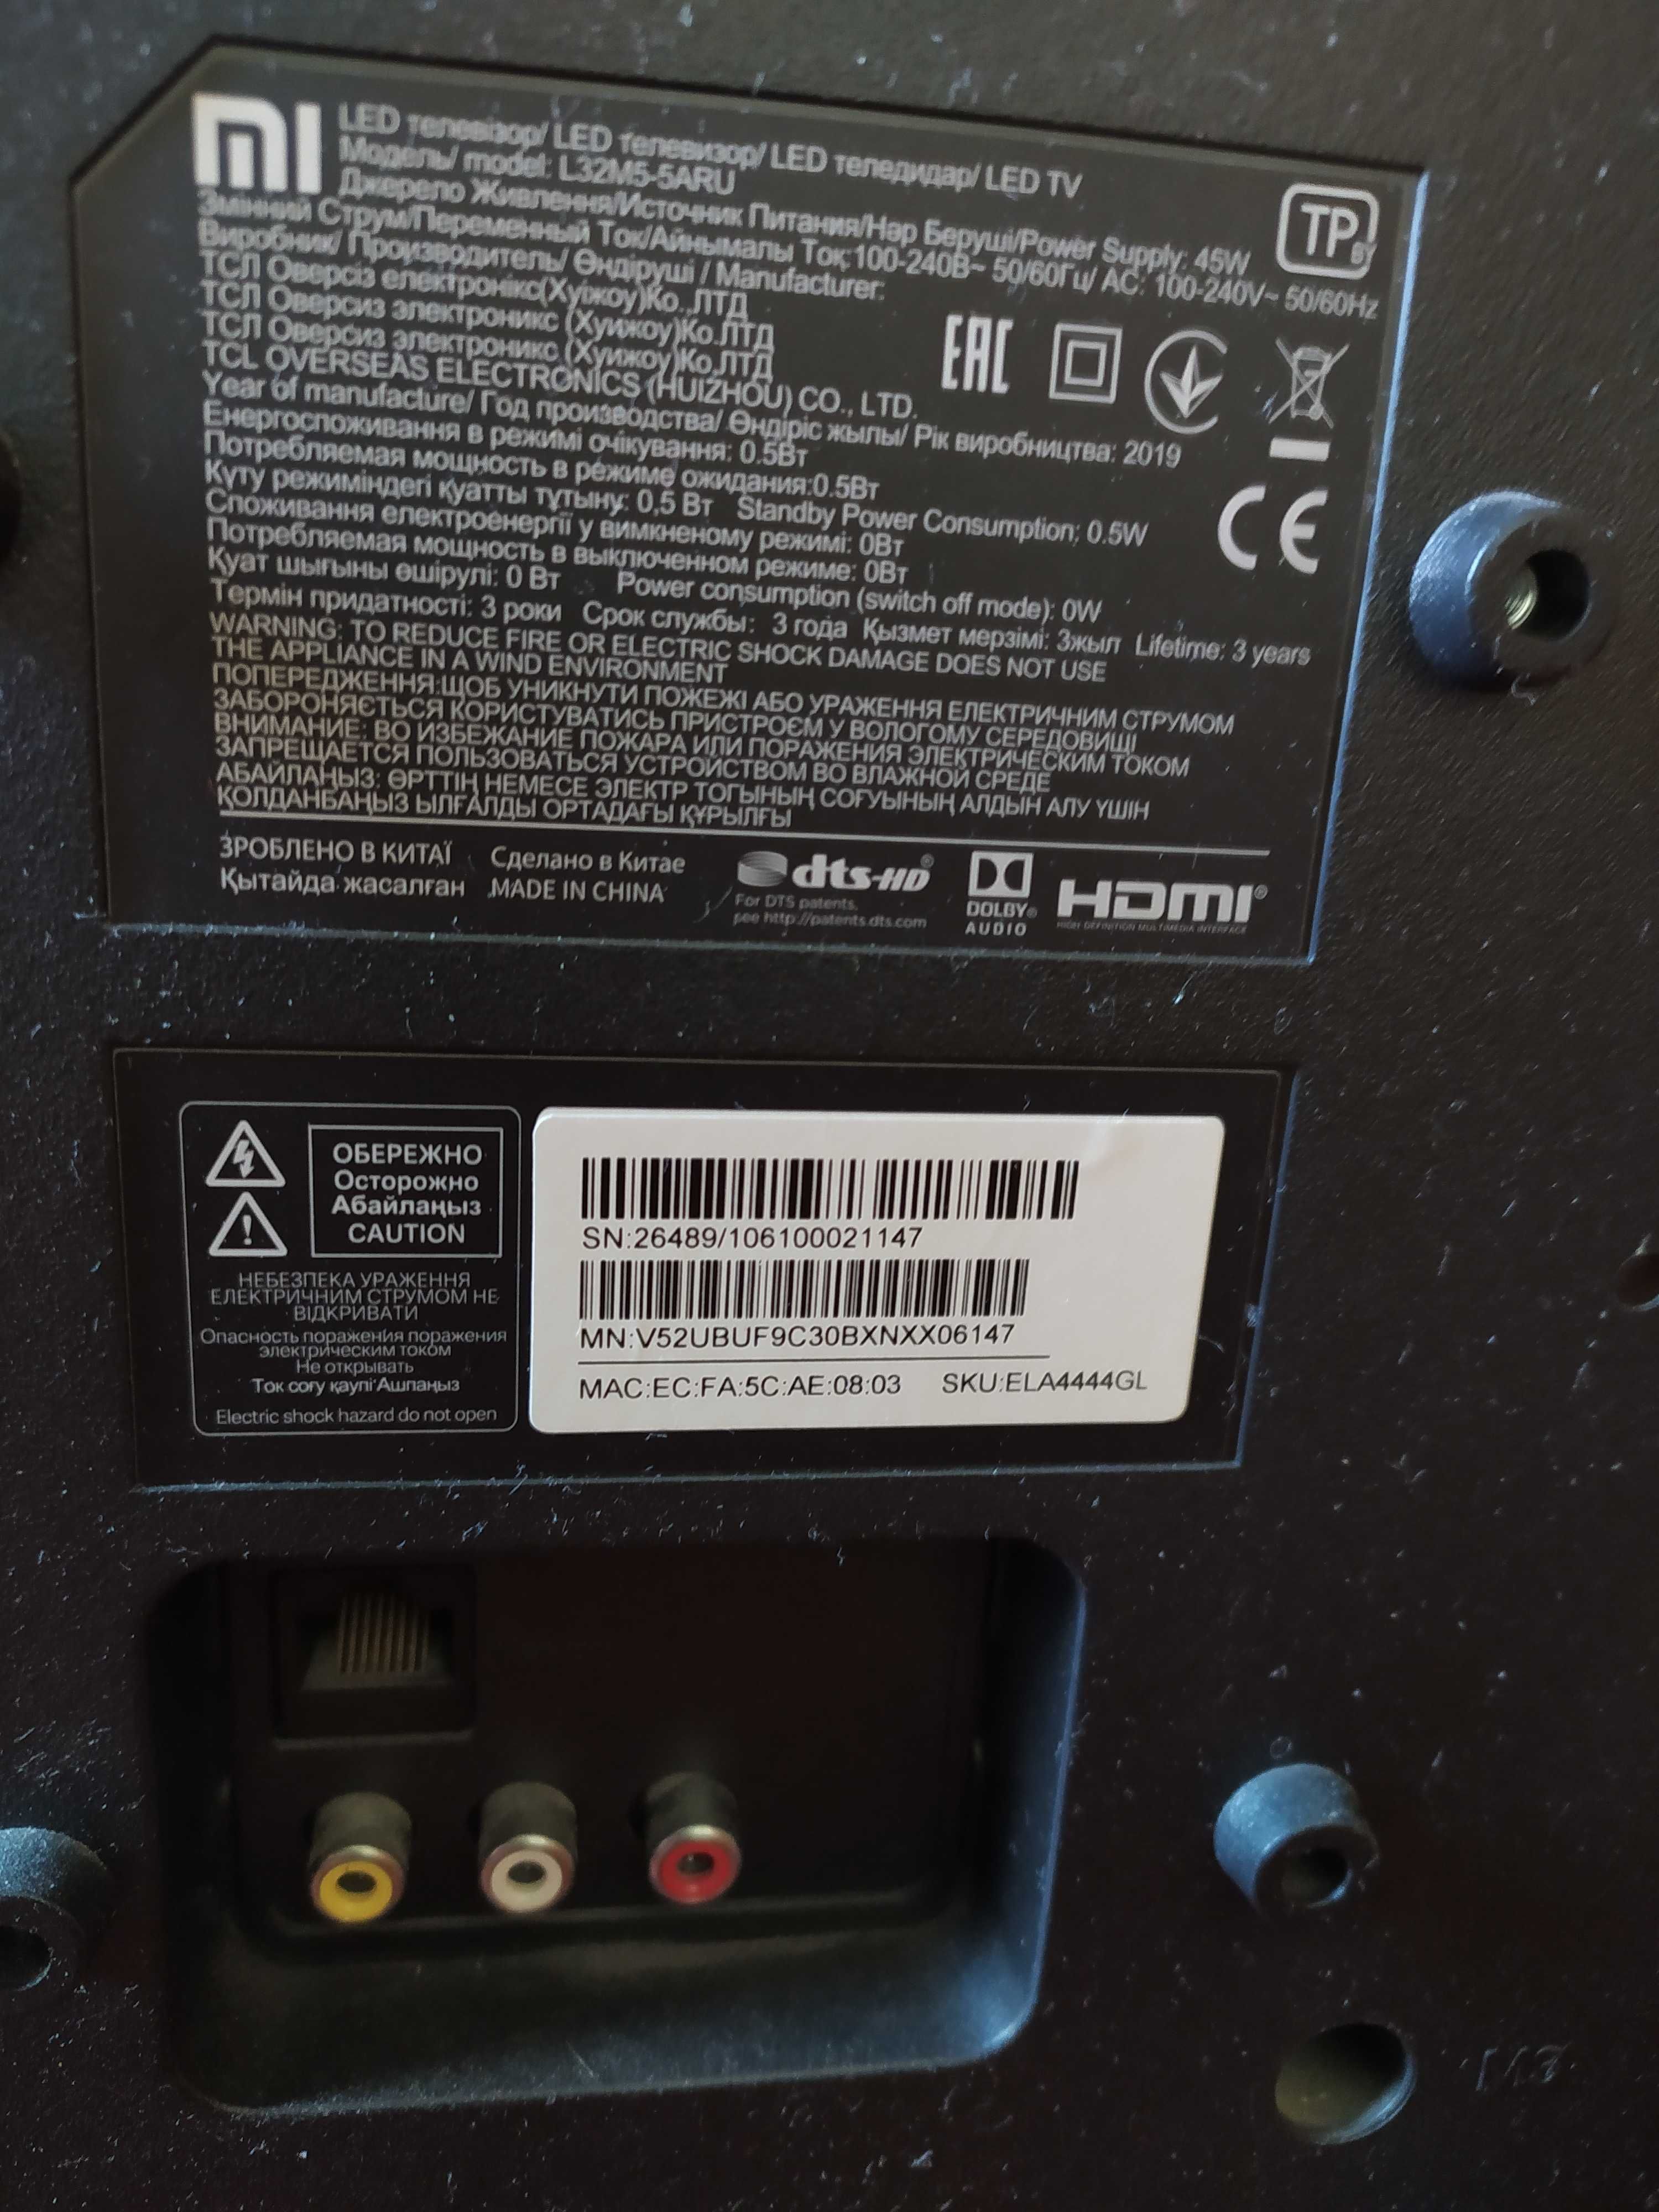 MI
LED телевізор/ LED телевизор/ LED теледидар/ LED TV
Модель/ model: L32M5-5ARU
Джерело Живлення/Источник Питания/Нәр Беруші/Power Supply: 45W
Змінний Струм/Переменный Ток/Айнымалы Тоқ:100-240В~ 50/60Гц/ AC: 100-240V~ 50/60Hz
Виробник/ Производитель/ Өндіруші / Manufacturer:
ТСЛ Оверсіз електронікс(Хуіжоу)Ко.,ЛТД
ТСЛ Оверсиз электроникс (Хуижоу)Ко.ЛТД
ТСЛ Оверсиз электроникс (Хуижоу)Ко.ЛТД
TCL OVERSEAS ELECTRONICS (HUIZHOU) CO., LTD.
Year of manufacture/ Год производства/ Өндіріс жылы/ Рік виробництва: 2019
Енергоспоживання в режимі очікування: 0.5Вт
Потребляемая мощность в режиме ожидания:0.5Вт
Күту режиміндегі қуатты тұтыну: 0,5 Вт Standby Power Consumption: 0.5W
Споживання електроенергії у вимкненому режимі: 0Вт
Потребляемая мощность в выключенном режиме: 0Вт
Қуат шығыны өшірулі: 0 Вт Power consumption (switch off mode): 0W
Термін придатності: 3 роки Срок службы: 3 года Қызмет мерзімі: 3жыл Lifetime: 3 years
WARNING: TO REDUCE FIRE OR ELECTRIC SHOCK DAMAGE DOES NOT USE
THE APPLIANCE IN A WIND ENVIRONMENT
ПОПЕРЕДЖЕННЯ:ЩОБ УНИКНУТИ ПОЖЕЖІ АБО УРАЖЕННЯ ЕЛЕКТРИЧНИМ СТРУМОМ
ЗАБОРОНЯЄТЬСЯ КОРИСТУВАТИСЬ ПРИСТРОЄМ У ВОЛОГОМУ СЕРЕДОВИЩІ
ВНИМАНИЕ: ВО ИЗБЕЖАНИЕ ПОЖАРА ИЛИ ПОРАЖЕНИЯ ЭЛЕКТРИЧЕСКИМ ТОКОМ
ЗАПРЕЩАЕТСЯ ПОЛЬЗОВАТЬСЯ УСТРОЙСТВОМ ВО ВЛАЖНОЙ СРЕДЕ
АБАЙЛАҢЫЗ: ӨРТТІҢ НЕМЕСЕ ЭЛЕКТР ТОГЫНЫҢ СОҒУЫНЫҢ АЛДЫН АЛУ ҮШІН
ҚОЛДАНБАҢЫЗ ЫЛҒАЛДЫ ОРТАДАҒЫ ҚҰРЫЛҒЫ
TP BY
EAC
CE
ЗРОБЛЕНО В КИТАЇ Сделано в Китае
Қытайда жасалған MADE IN CHINA
dts-HD®
For DTS patents,
see http://patents.dts.com
DOLBY®
AUDIO
HDMI®
HIGH DEFINITION MULTIMEDIA INTERFACE
ОБЕРЕЖНО
Осторожно
Абайлаңыз
CAUTION
НЕБЕЗПЕКА УРАЖЕННЯ
ЕЛЕКТРИЧНИМ СТРУМОМ НЕ
ВІДКРИВАТИ
Опасность поражения поражения
электрическим током
Не открывать
Ток соғу қаупі Ашпаңыз
Electric shock hazard do not open
SN:26489/106100021147
MN:V52UBUF9C30BXNXX06147
MAC:EC:FA:5C:AE:08:03 SKU:ELA4444GL